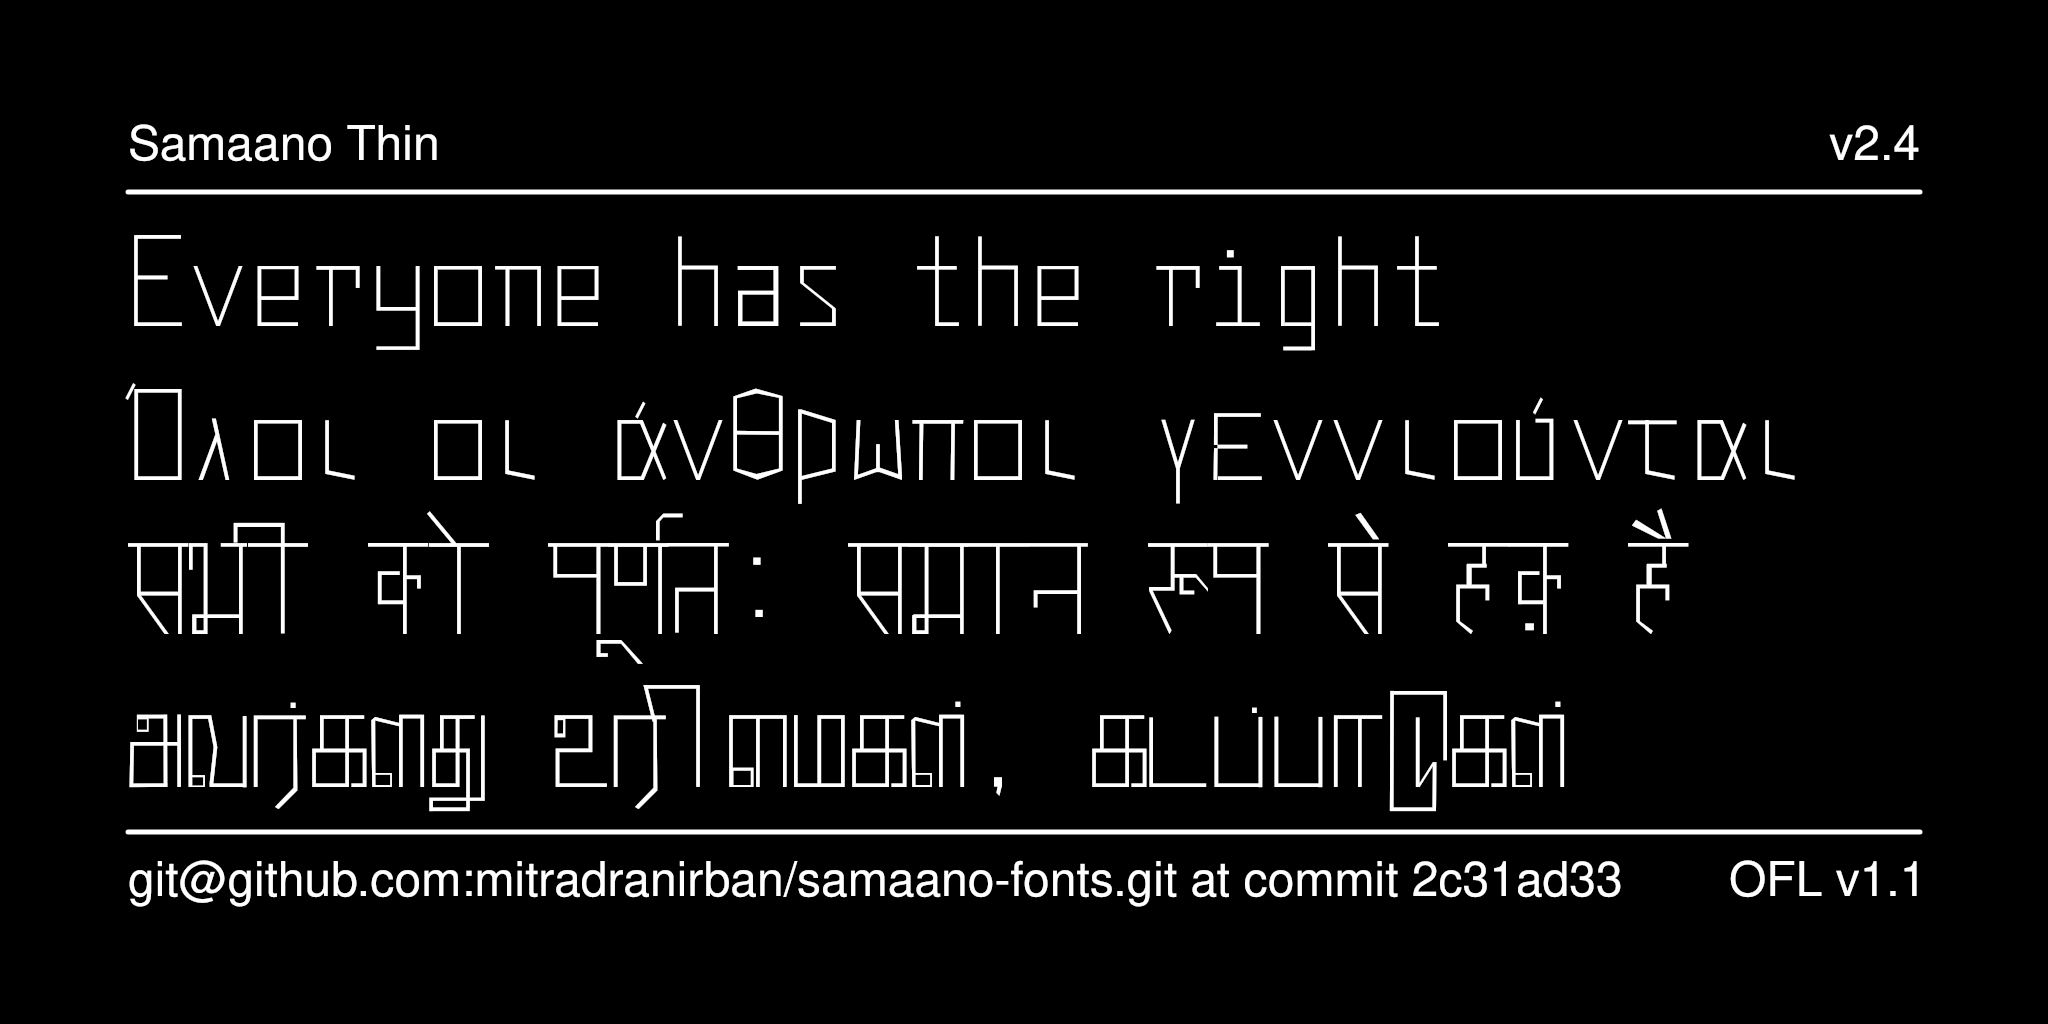 Samaano Thin v2.4
Everyone has the right
Όλοι οι άνθρωποι γεννιούνται
सभी को पूर्णत: समान रूप से हक़ है
அவர்களது உரிமைகள், கடப்பாடுகள்
git@github.com:mitradranirban/samaano-fonts.git at commit 2c31ad33 OFL v1.1